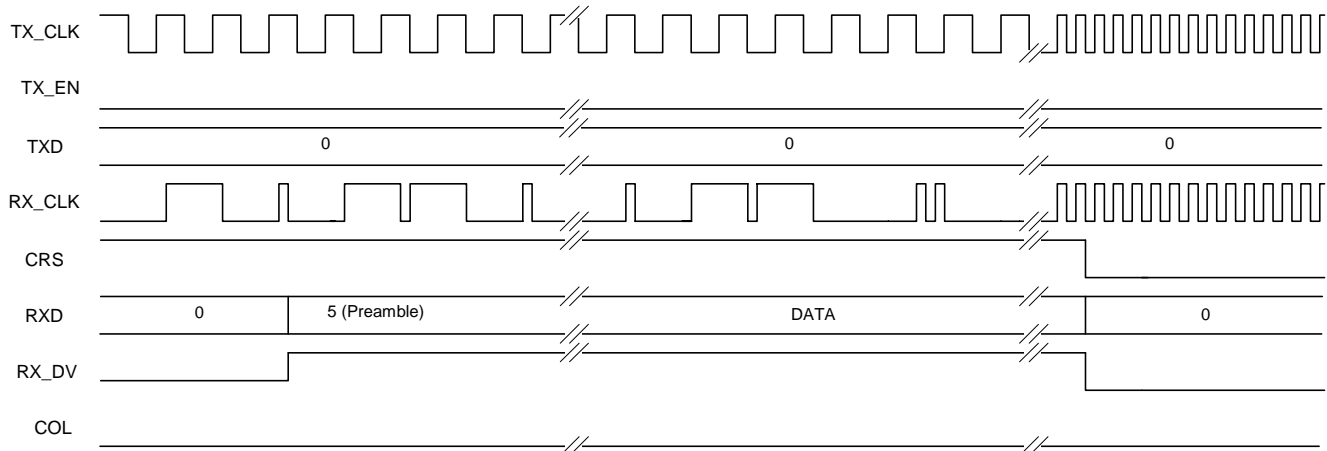 TX_CLK
TX_EN
TXD 0 0 0
RX_CLK
CRS
RXD 0 5 (Preamble) DATA 0
RX_DV
COL